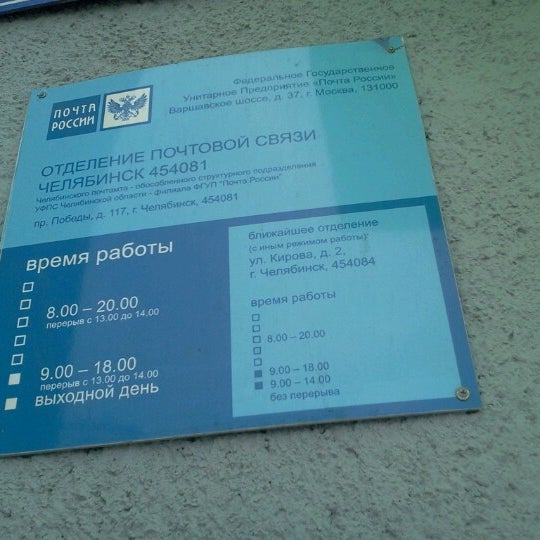 ПОЧТА
РОССИИ
Федеральное Государственное
Унитарное Предприятие «Почта России»
Варшавское шоссе, д. 37, г. Москва, 131000
ОТДЕЛЕНИЕ ПОЧТОВОЙ СВЯЗИ
ЧЕЛЯБИНСК 454081
Челябинского почтамта - обособленного структурного подразделения
УФПС Челябинской области - филиала ФГУП "Почта России"
пр. Победы, д. 117, г. Челябинск, 454081
время работы
8.00 – 20.00
перерыв с 13.00 до 14.00
9.00 – 18.00
перерыв с 13.00 до 14.00
выходной день
ближайшее отделение
(с иным режимом работы):
ул. Кирова, д. 2,
г. Челябинск, 454084
время работы
8.00 – 20.00
9.00 – 18.00
9.00 – 14.00
без перерыва